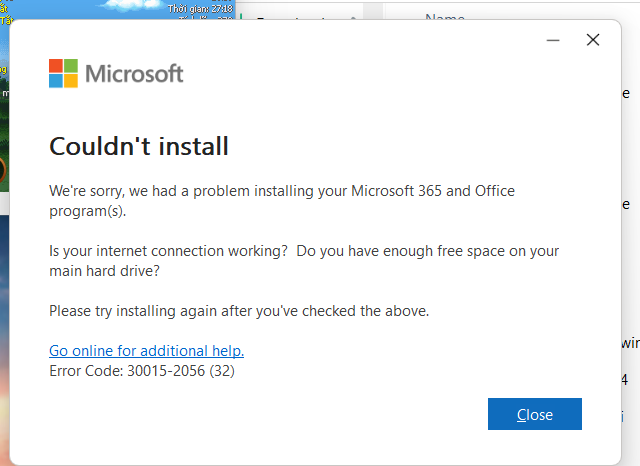 Thời gian: 27:18
Name
Microsoft
Couldn't install
We're sorry, we had a problem installing your Microsoft 365 and Office
program(s).
Is your internet connection working?  Do you have enough free space on your
main hard drive?
Please try installing again after you've checked the above.
Go online for additional help.
Error Code: 30015-2056 (32)
Close